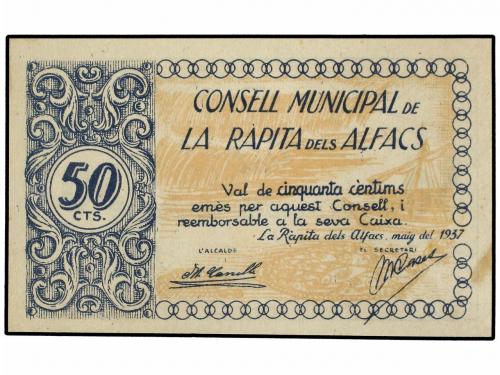 CONSELL MUNICIPAL DE
LA RÀPITA DELS ALFACS
50
CTS.
Val de cinquanta cèntims
emès per aquest Consell, i
reemborsable a la seva Caixa.
La Ràpita dels Alfacs, maig del 1937
L'ALCALDE
EL SECRETARI